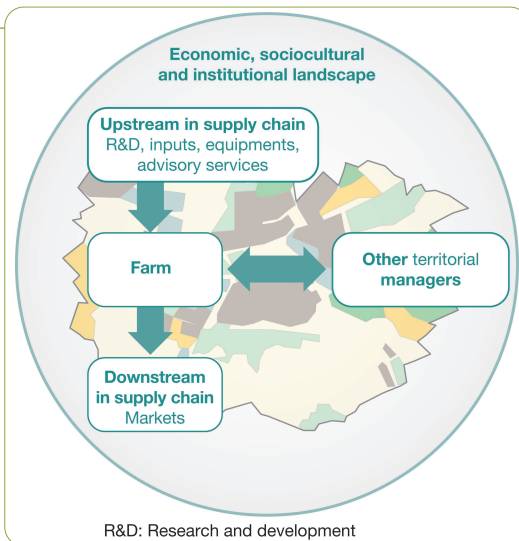 Economic, sociocultural
and institutional landscape
Upstream in supply chain
R&D, inputs, equipments,
advisory services
Farm
Other territorial
managers
Downstream
in supply chain
Markets
R&D: Research and development